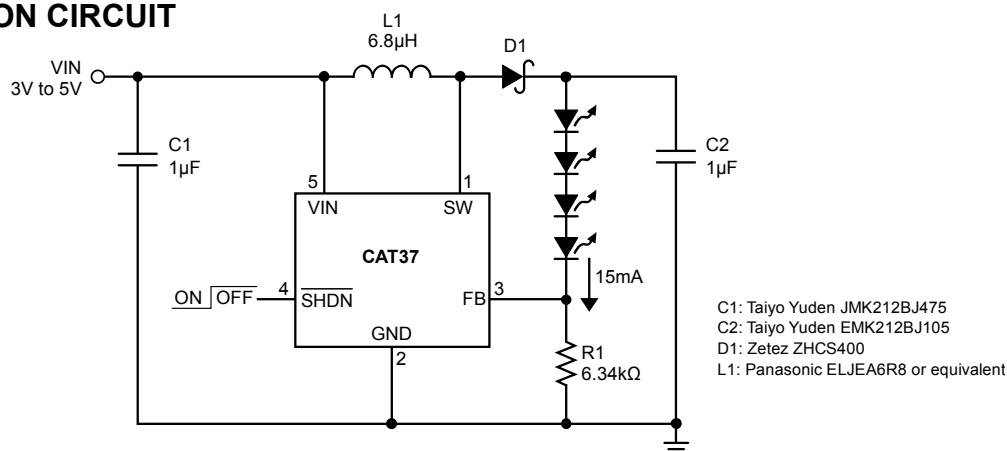 ON CIRCUIT
L1
6.8µH
D1
VIN
3V to 5V
C1
1µF
C2
1µF
5
1
VIN
SW
CAT37
15mA
ON OFF
4
SHDN
FB
3
GND
2
R1
6.34kΩ
C1: Taiyo Yuden JMK212BJ475
C2: Taiyo Yuden EMK212BJ105
D1: Zetez ZHCS400
L1: Panasonic ELJEA6R8 or equivalent